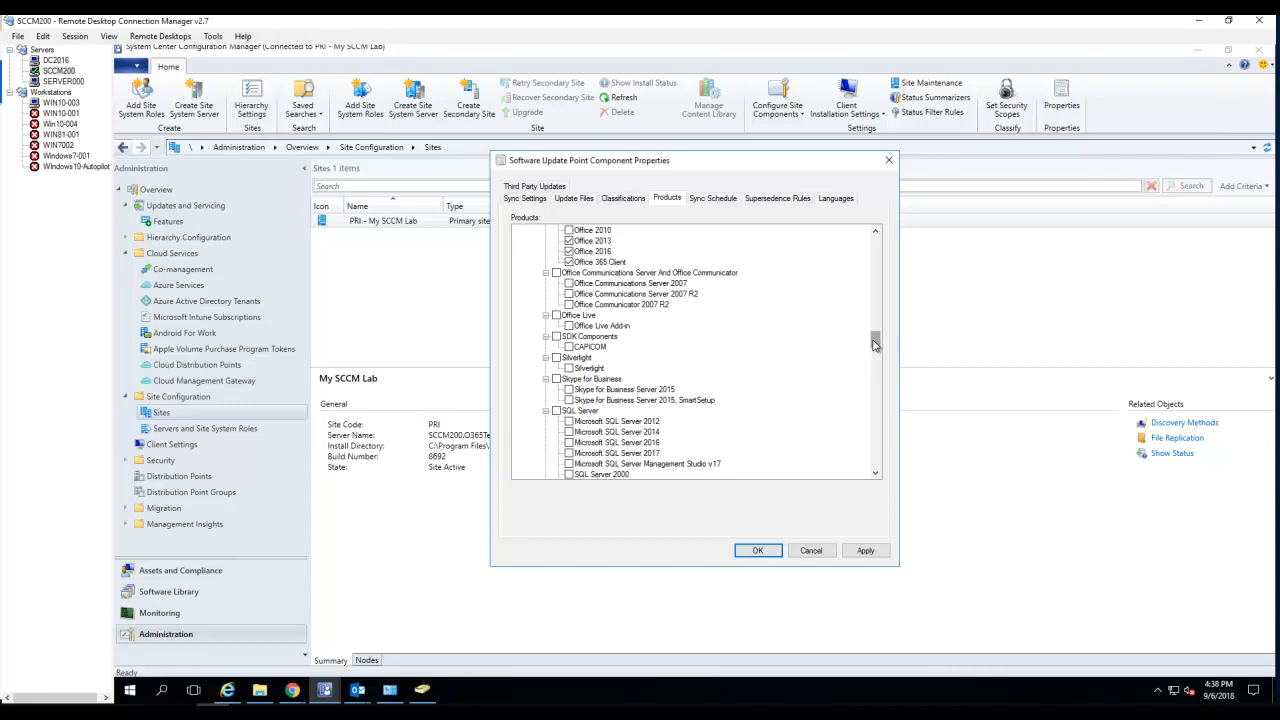 SCCM200 - Remote Desktop Connection Manager v2.7
File Edit Session View Remote Desktops Tools Help
Servers
DC2016
SCCM200
SERVER000
Workstations
WIN10-003
WIN10-001
Win10-004
WIN81-001
WIN7002
Windows7-001
Windows10-Autopilot
System Center Configuration Manager (Connected to PRI - My SCCM Lab)
Home
Add Site System Roles
Create Site System Server
Create
Hierarchy Settings
Sites
Saved Searches
Search
Add Site System Roles
Create Site System Server
Create Secondary Site
Retry Secondary Site
Recover Secondary Site
Upgrade
Show Install Status
Refresh
Delete
Site
Manage Content Library
Configure Site Components
Client Installation Settings
Site Maintenance
Status Summarizers
Status Filter Rules
Settings
Set Security Scopes
Classify
Properties
Properties
\ Administration Overview Site Configuration Sites
Administration
Overview
Updates and Servicing
Features
Hierarchy Configuration
Cloud Services
Co-management
Azure Services
Azure Active Directory Tenants
Microsoft Intune Subscriptions
Android For Work
Apple Volume Purchase Program Tokens
Cloud Distribution Points
Cloud Management Gateway
Site Configuration
Sites
Servers and Site System Roles
Client Settings
Security
Distribution Points
Distribution Point Groups
Migration
Management Insights
Assets and Compliance
Software Library
Monitoring
Administration
Ready
Sites 1 items
Search
Search
Add Criteria
Icon Name Type
PRI - My SCCM Lab Primary site
My SCCM Lab
General
Site Code: PRI
Server Name: SCCM200.O365Te
Install Directory: C:\Program Files\
Build Number: 8692
State: Site Active
Related Objects
Discovery Methods
File Replication
Show Status
Summary Nodes
Software Update Point Component Properties
Third Party Updates
Sync Settings Update Files Classifications Products Sync Schedule Supersedence Rules Languages
Products:
Office 2010
Office 2013
Office 2016
Office 365 Client
Office Communications Server And Office Communicator
Office Communications Server 2007
Office Communications Server 2007 R2
Office Communicator 2007 R2
Office Live
Office Live Add-in
SDK Components
CAPICOM
Silverlight
Silverlight
Skype for Business
Skype for Business Server 2015
Skype for Business Server 2015, SmartSetup
SQL Server
Microsoft SQL Server 2012
Microsoft SQL Server 2014
Microsoft SQL Server 2016
Microsoft SQL Server 2017
Microsoft SQL Server Management Studio v17
SQL Server 2000
OK Cancel Apply
4:38 PM
9/6/2018